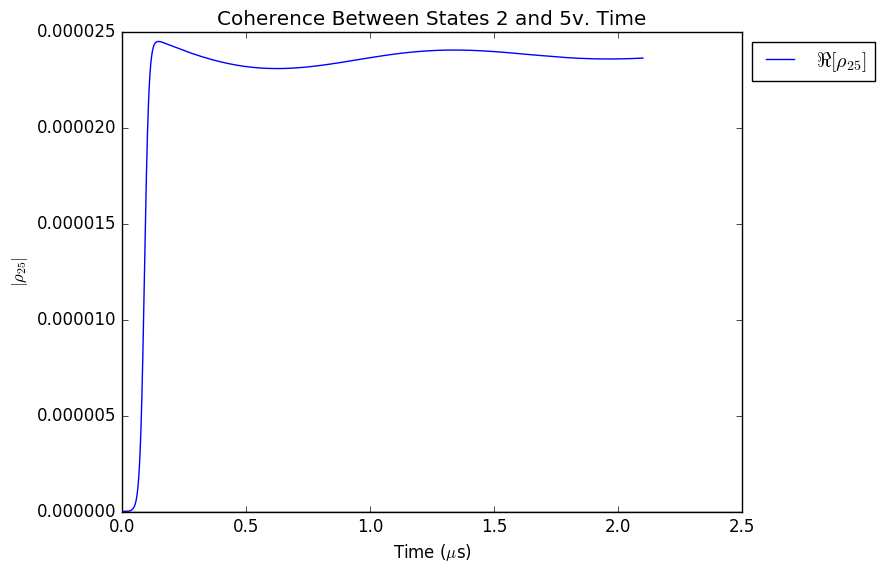 Coherence Between States 2 and 5v. Time
0.000025
0.000020
0.000015
0.000010
0.000005
0.000000
|ρ₂₅|
0.0 0.5 1.0 1.5 2.0 2.5
Time (μs)
ℜ[ρ₂₅]